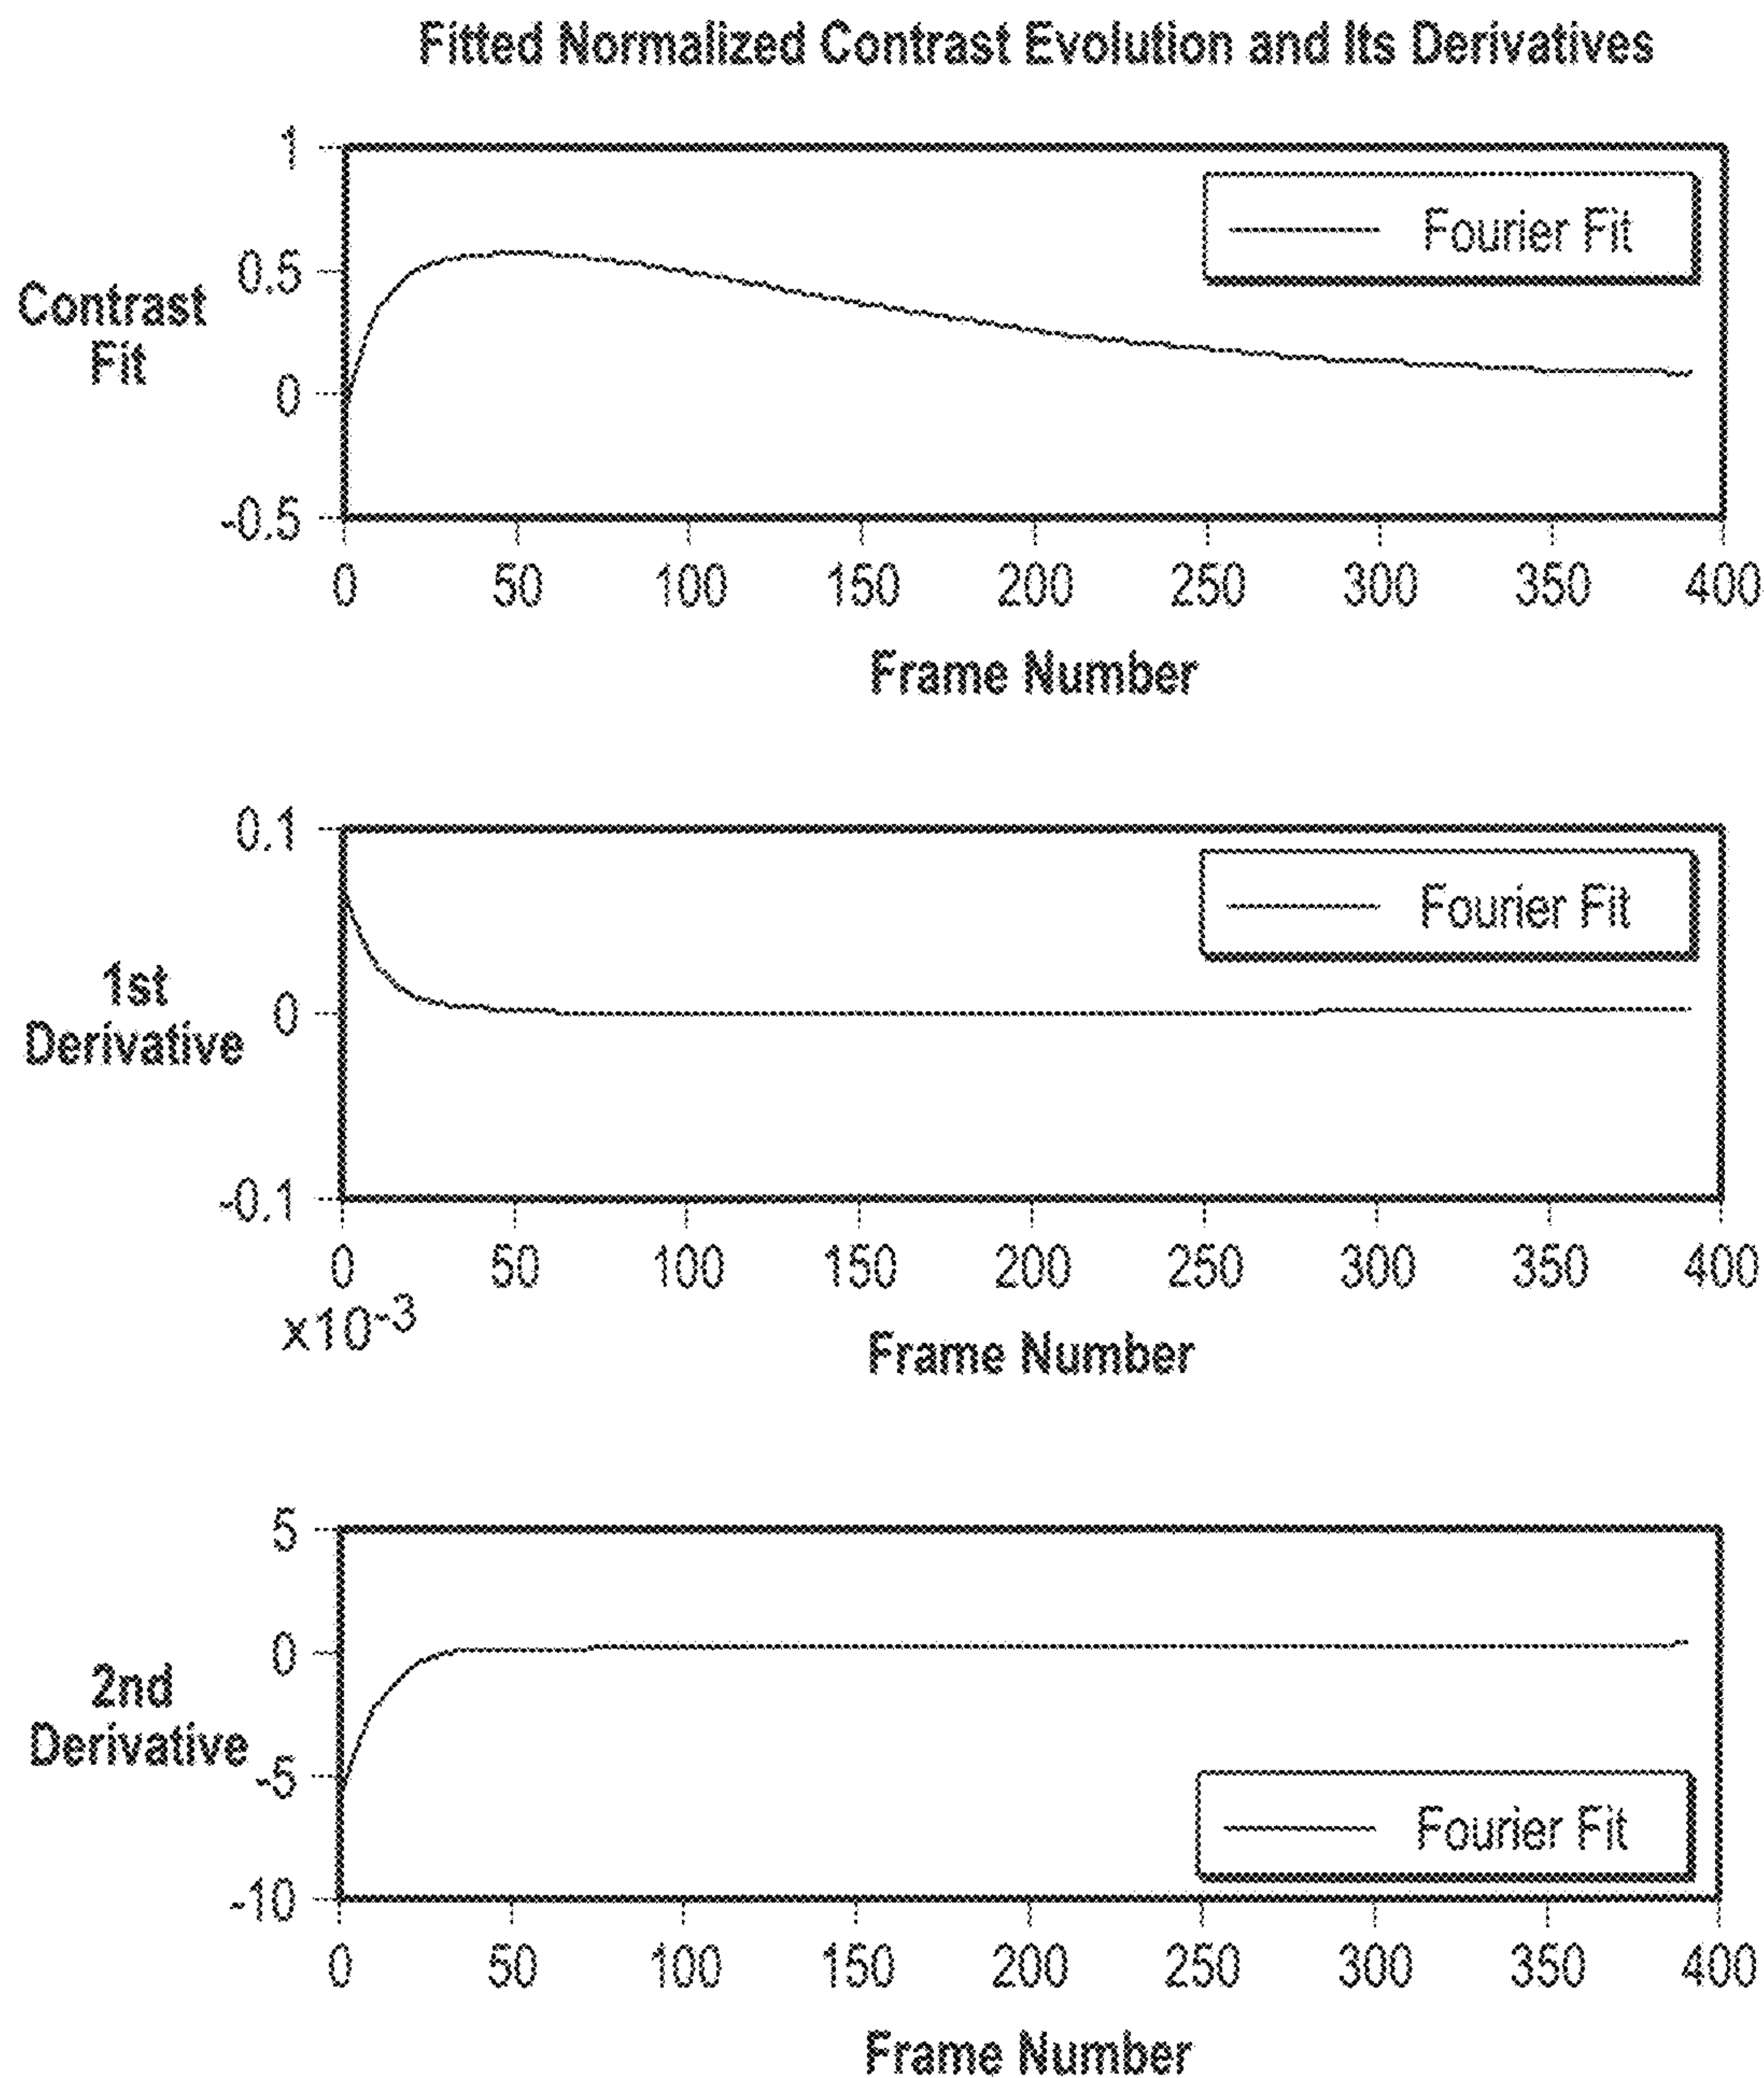 Fitted Normalized Contrast Evolution and Its Derivatives
1
0.5
0
-0.5
Contrast
Fit
Fourier Fit
0 50 100 150 200 250 300 350 400
Frame Number
0.1
0
-0.1
1st
Derivative
Fourier Fit
0 50 100 150 200 250 300 350 400
x10-3
Frame Number
5
0
-5
-10
2nd
Derivative
Fourier Fit
0 50 100 150 200 250 300 350 400
Frame Number